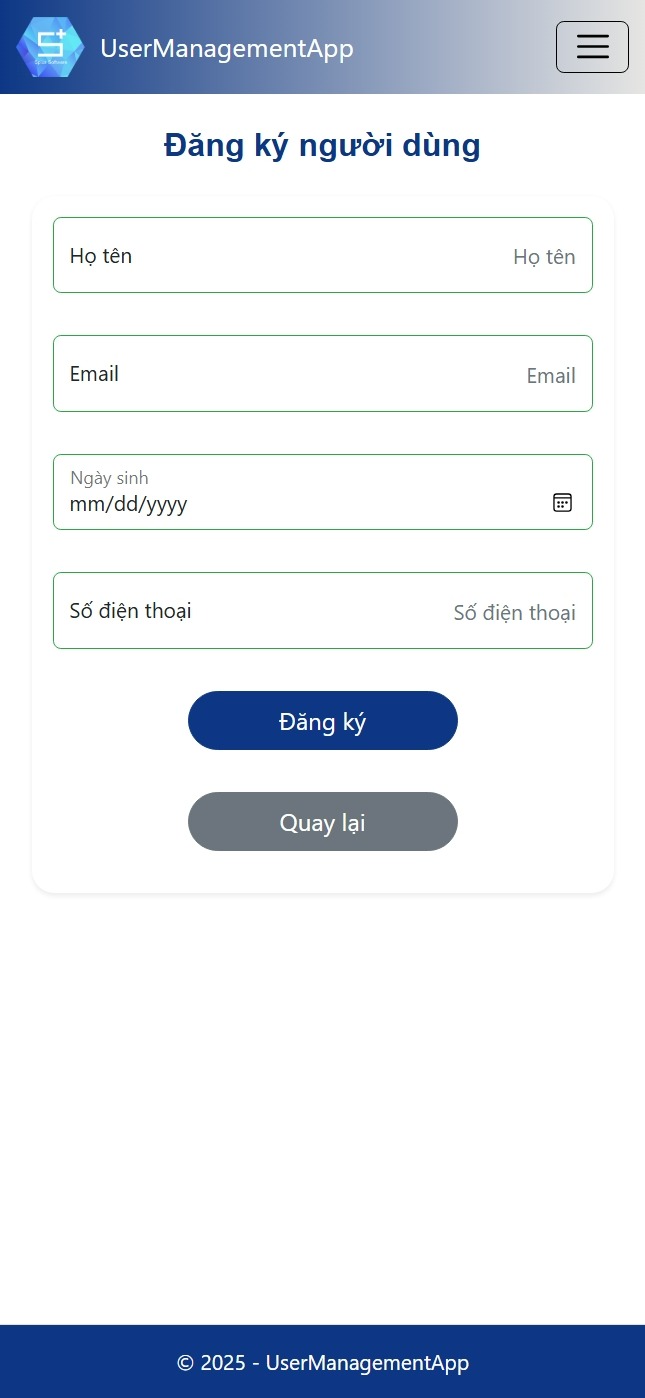 S+
UserManagementApp
Đăng ký người dùng
Họ tên Họ tên
Email Email
Ngày sinh
mm/dd/yyyy
Số điện thoại Số điện thoại
Đăng ký
Quay lại
© 2025 - UserManagementApp